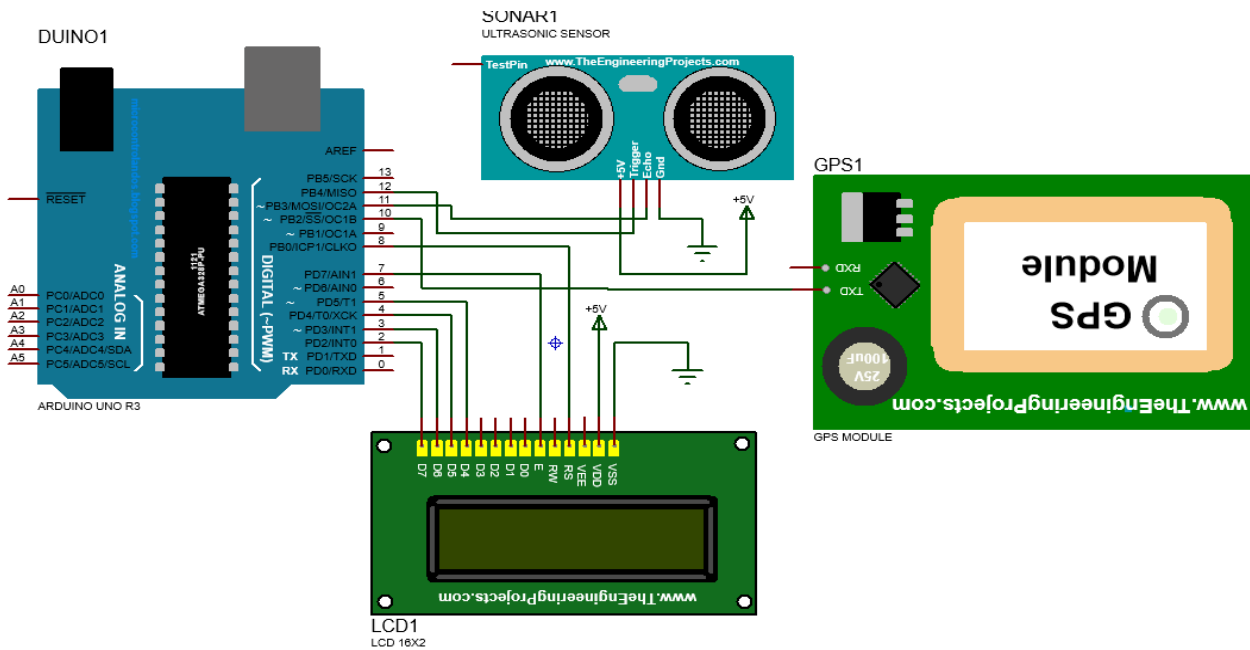 DUINO1
microcontrolandos.blogspot.com
RESET
AREF
PB5/SCK 13
PB4/MISO 12
~PB3/MOSI/OC2A 11
~ PB2/SS/OC1B 10
~ PB1/OC1A 9
PB0/ICP1/CLKO 8
PD7/AIN1 7
~ PD6/AIN0 6
~ PD5/T1 5
PD4/T0/XCK 4
~ PD3/INT1 3
PD2/INT0 2
TX PD1/TXD 1
RX PD0/RXD 0
DIGITAL (~PWM)
1121
ATMEGA328P-PU
ANALOG IN
A0 PC0/ADC0
A1 PC1/ADC1
A2 PC2/ADC2
A3 PC3/ADC3
A4 PC4/ADC4/SDA
A5 PC5/ADC5/SCL
ARDUINO UNO R3
SONAR1
ULTRASONIC SENSOR
TestPin
www.TheEngineeringProjects.com
+5V
Trigger
Echo
Gnd
+5V
+5V
GPS1
RXD
TXD
GPS
Module
25V
100uF
www.TheEngineeringProjects.com
GPS MODULE
D7
D6
D5
D4
D3
D2
D1
D0
E
RW
RS
VEE
VDD
VSS
www.TheEngineeringProjects.com
LCD1
LCD 16X2